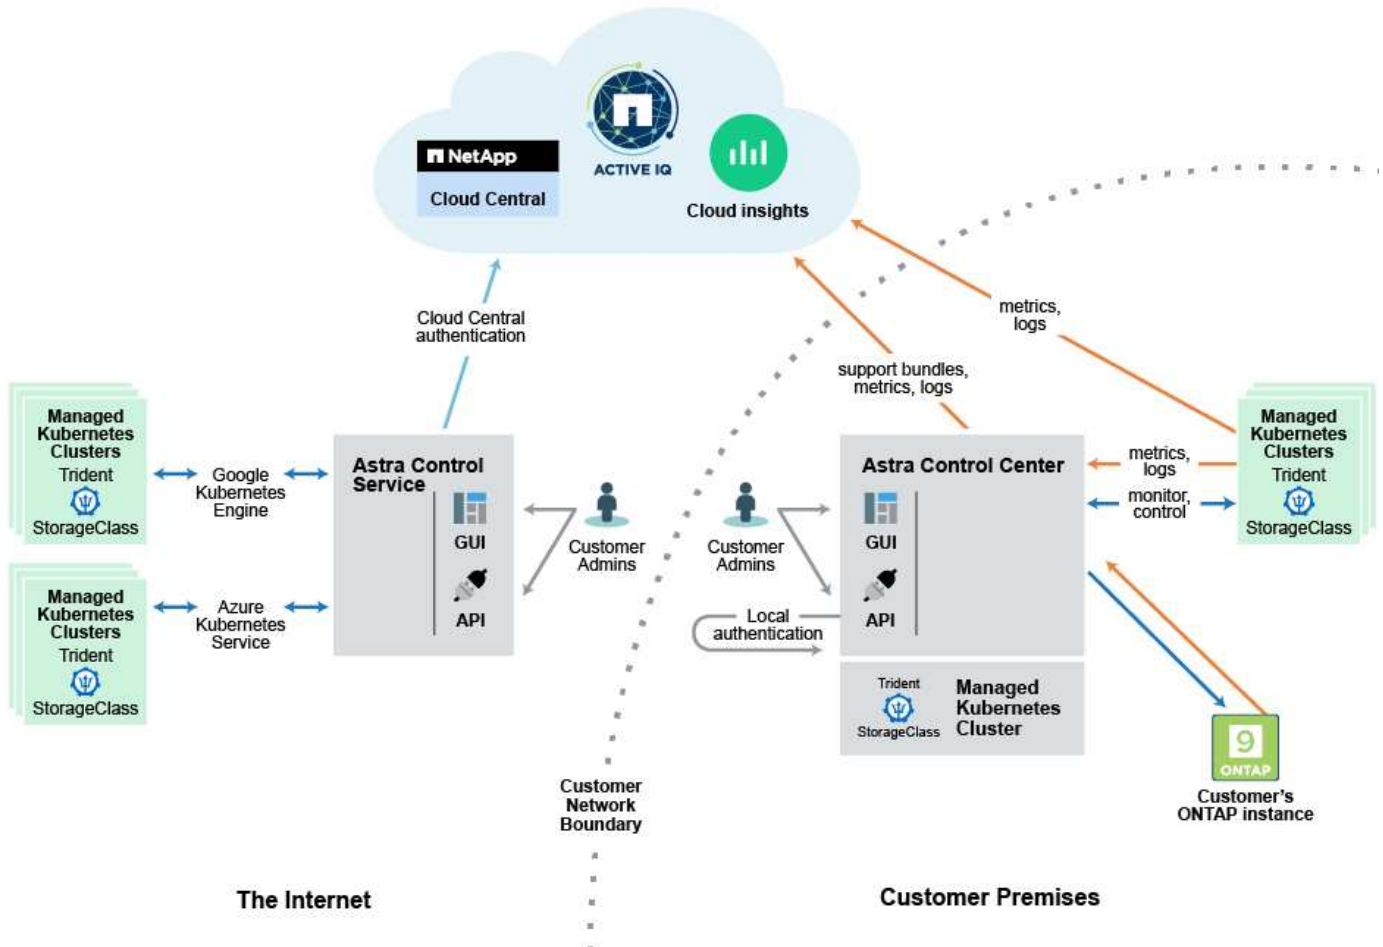 ACTIVE IQ
NetApp
Cloud Central
Cloud insights
Cloud Central
authentication
metrics,
logs
support bundles,
metrics, logs
Managed
Kubernetes
Clusters
Trident
StorageClass
Google
Kubernetes
Engine
Astra Control
Service
GUI
API
Customer
Admins
Managed
Kubernetes
Clusters
Trident
StorageClass
Azure
Kubernetes
Service
Customer
Admins
Astra Control Center
GUI
API
Local
authentication
metrics,
logs
monitor,
control
Managed
Kubernetes
Clusters
Trident
StorageClass
Trident
StorageClass
Managed
Kubernetes
Cluster
9
ONTAP
Customer's
ONTAP instance
Customer
Network
Boundary
The Internet
Customer Premises